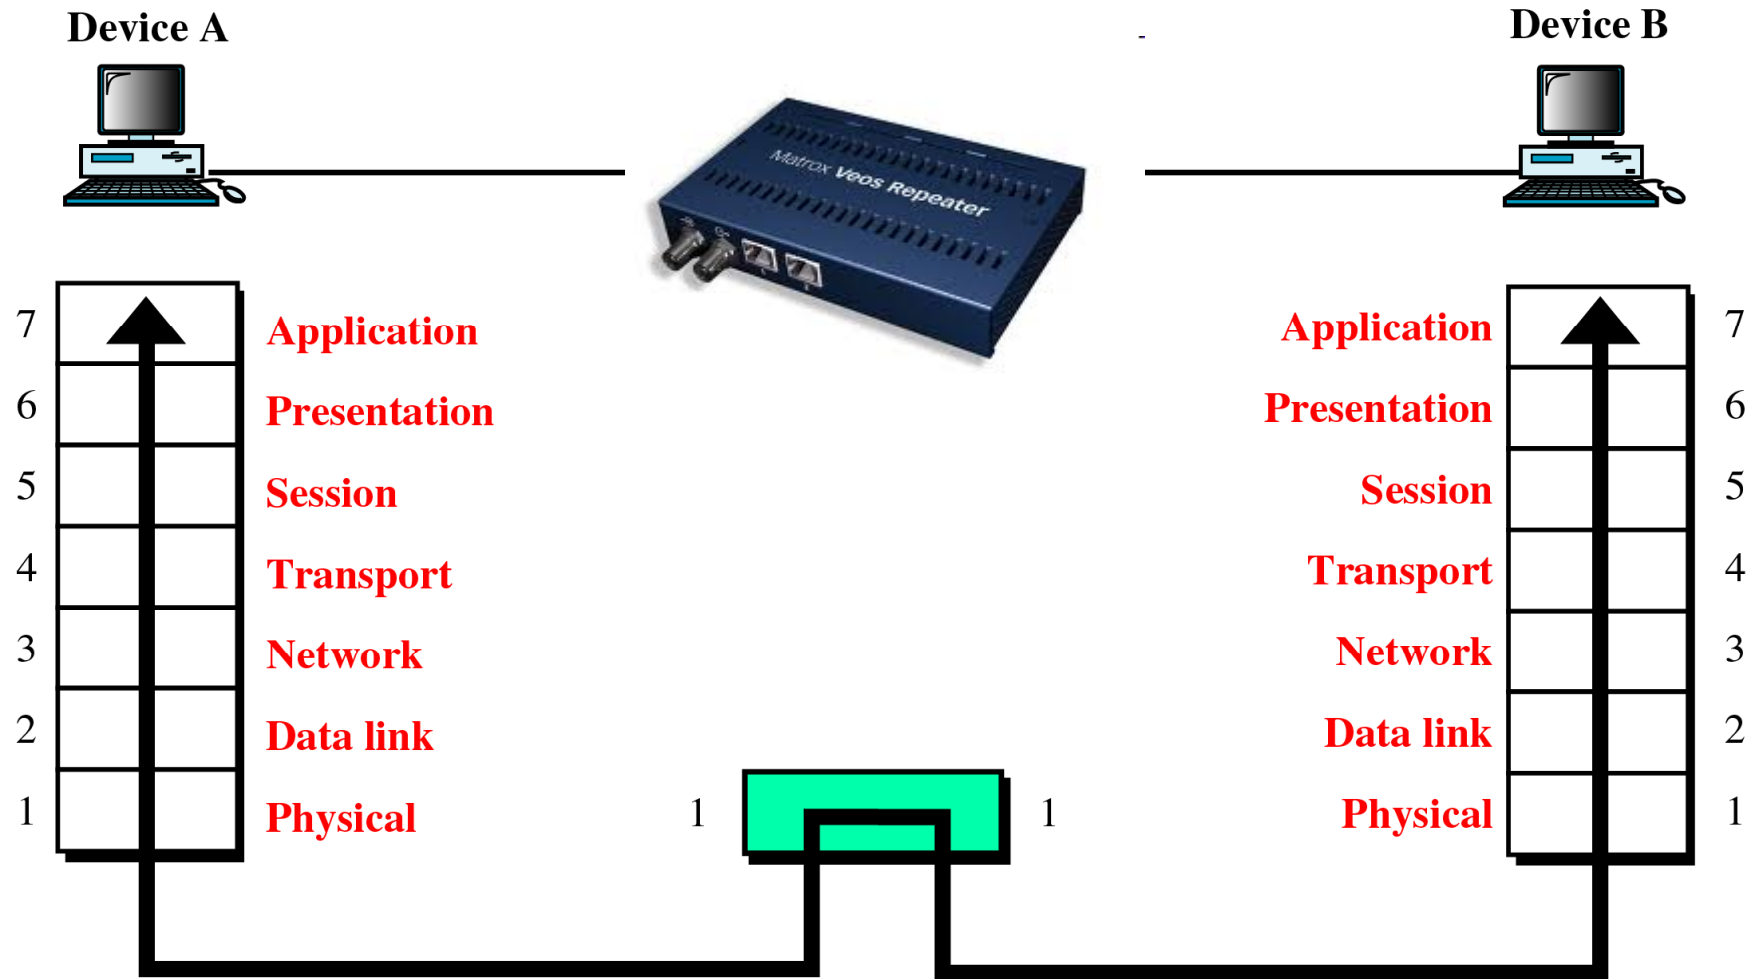 Device A
Device B
Matrox Veos Repeater
7 Application
Application 7
6 Presentation
Presentation 6
5 Session
Session 5
4 Transport
Transport 4
3 Network
Network 3
2 Data link
Data link 2
1 Physical
1
1
Physical 1